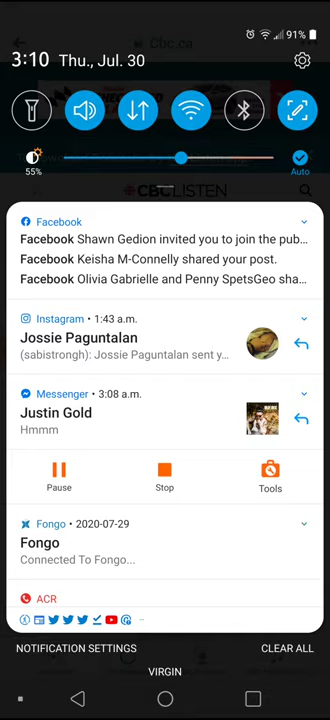 Cbc.ca
91%
3:10 Thu., Jul. 30
55%
Auto
CBC LISTEN
Facebook
Facebook Shawn Gedion invited you to join the pub...
Facebook Keisha M-Connelly shared your post.
Facebook Olivia Gabrielle and Penny SpetsGeo sha...
Instagram • 1:43 a.m.
Jossie Paguntalan
(sabistrongh): Jossie Paguntalan sent y...
Messenger • 3:08 a.m.
Justin Gold
Hmmm
Pause Stop Tools
Fongo • 2020-07-29
Fongo
Connected To Fongo...
ACR
NOTIFICATION SETTINGS CLEAR ALL
VIRGIN